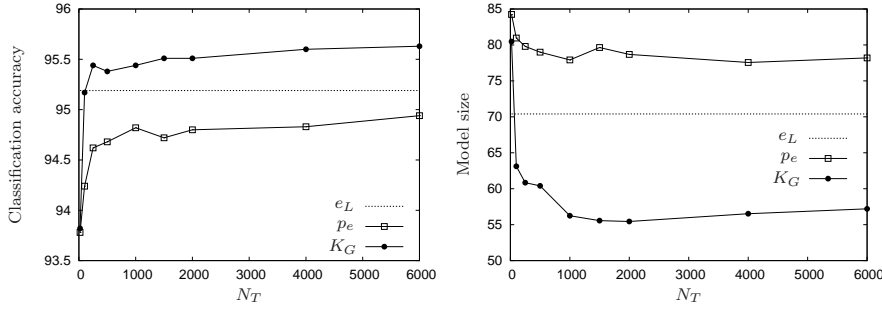 Classification accuracy
96
95.5
95
94.5
94
93.5
0
1000
2000
3000
4000
5000
6000
N_T
e_L
p_e
K_G
Model size
85
80
75
70
65
60
55
50
0
1000
2000
3000
4000
5000
6000
N_T
e_L
p_e
K_G